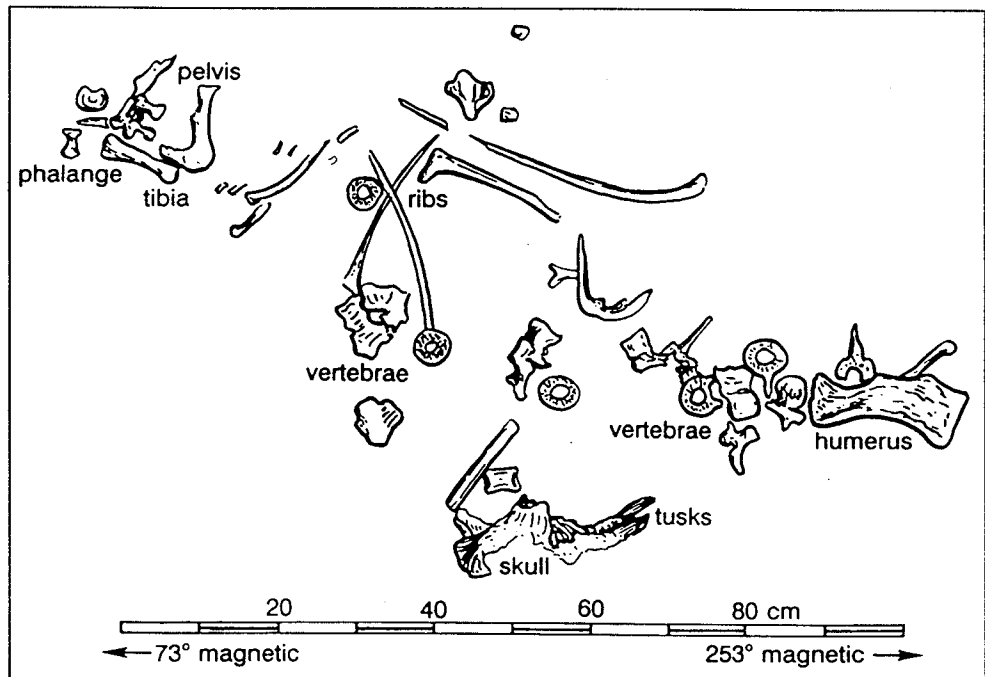 pelvis
phalange
tibia
ribs
vertebrae
vertebrae
humerus
tusks
skull
20 40 60 80 cm
73° magnetic 253° magnetic